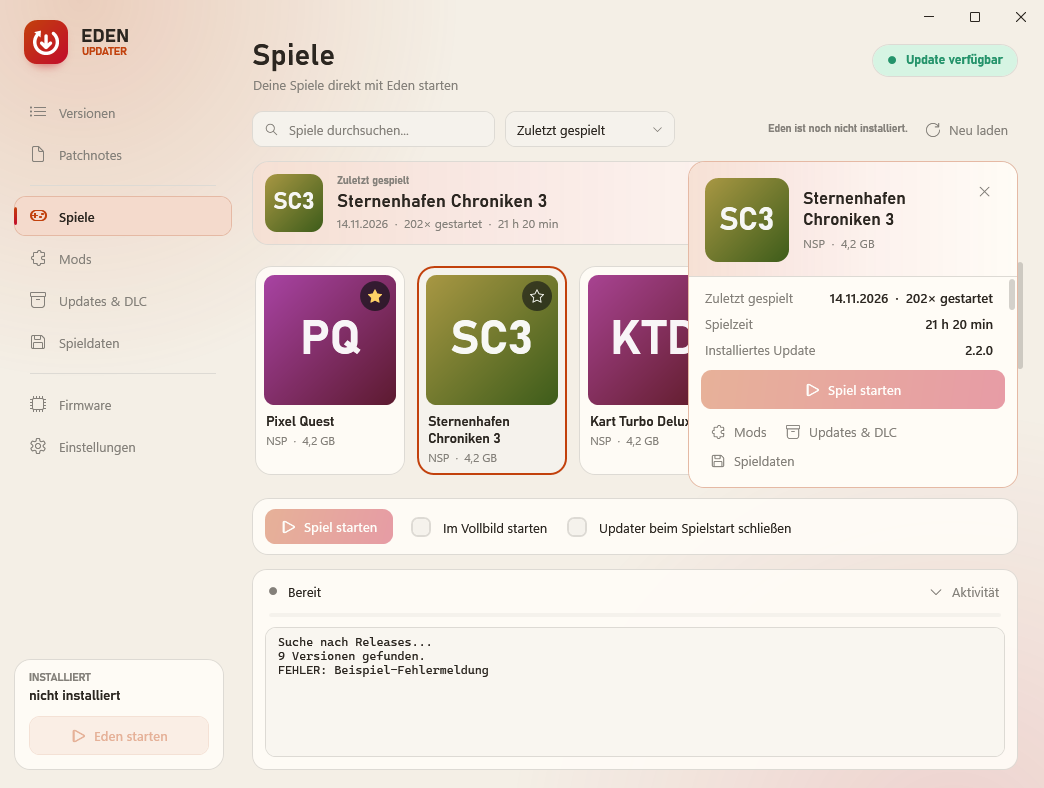 EDEN
UPDATER
Versionen
Patchnotes
Spiele
Mods
Updates & DLC
Spieldaten
Firmware
Einstellungen
INSTALLIERT
nicht installiert
Eden starten
Spiele
Deine Spiele direkt mit Eden starten
Update verfügbar
Spiele durchsuchen...
Zuletzt gespielt
Eden ist noch nicht installiert.
Neu laden
SC3
Zuletzt gespielt
Sternenhafen Chroniken 3
14.11.2026 · 202× gestartet · 21 h 20 min
PQ
Pixel Quest
NSP · 4,2 GB
SC3
Sternenhafen
Chroniken 3
NSP · 4,2 GB
KTD
Kart Turbo Delux
NSP · 4,2 GB
SC3
Sternenhafen
Chroniken 3
NSP · 4,2 GB
Zuletzt gespielt 14.11.2026 · 202× gestartet
Spielzeit 21 h 20 min
Installiertes Update 2.2.0
Spiel starten
Mods Updates & DLC
Spieldaten
Spiel starten Im Vollbild starten Updater beim Spielstart schließen
Bereit Aktivität
Suche nach Releases...
9 Versionen gefunden.
FEHLER: Beispiel-Fehlermeldung